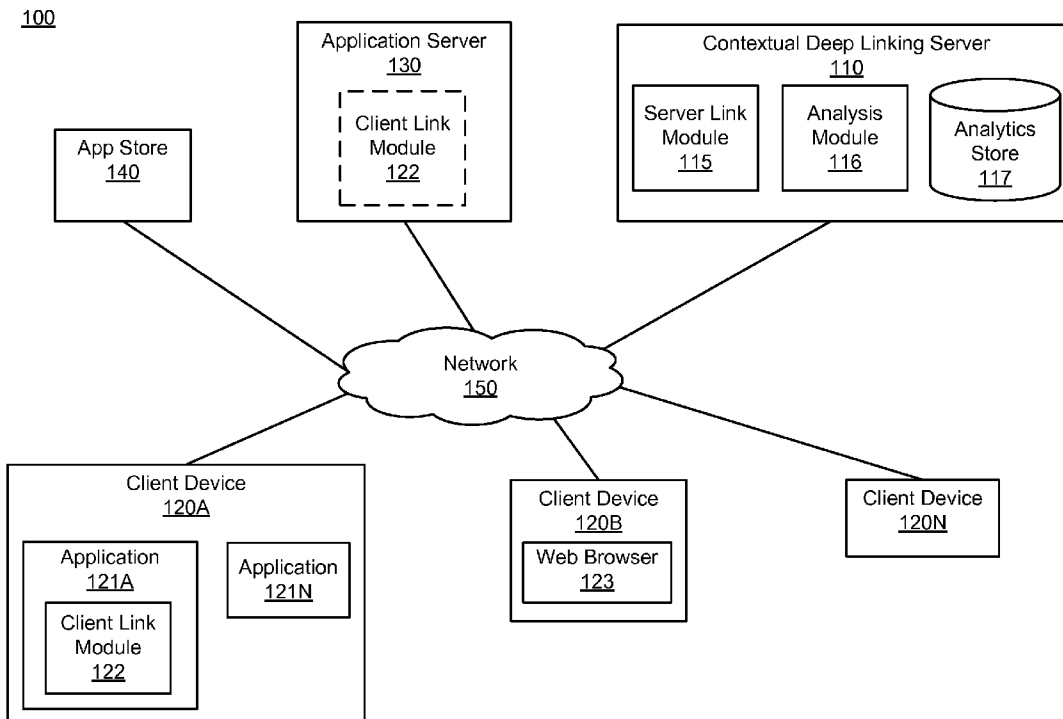 100
Application Server
130
Client Link
Module
122
Contextual Deep Linking Server
110
Server Link
Module
115
Analysis
Module
116
Analytics
Store
117
App Store
140
Network
150
Client Device
120A
Application
121A
Client Link
Module
122
Application
121N
Client Device
120B
Web Browser
123
Client Device
120N